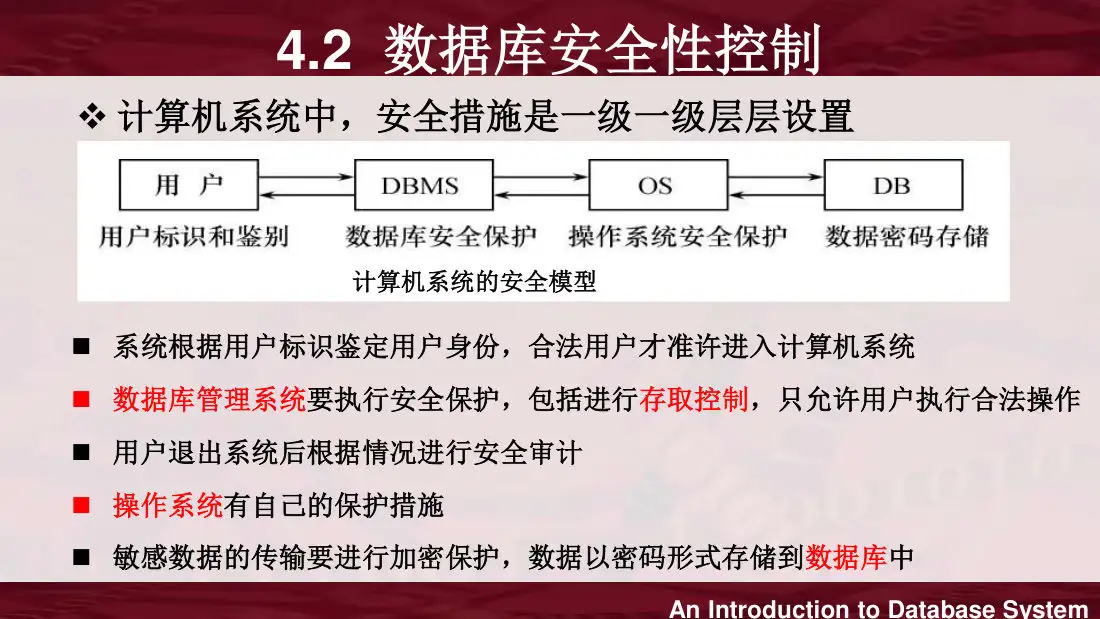 4.2 数据库安全性控制
计算机系统中，安全措施是一级一级层层设置
用 户 DBMS OS DB
用户标识和鉴别 数据库安全保护 操作系统安全保护 数据密码存储
计算机系统的安全模型
系统根据用户标识鉴定用户身份，合法用户才准许进入计算机系统
数据库管理系统要执行安全保护，包括进行存取控制，只允许用户执行合法操作
用户退出系统后根据情况进行安全审计
操作系统有自己的保护措施
敏感数据的传输要进行加密保护，数据以密码形式存储到数据库中
An Introduction to Database System